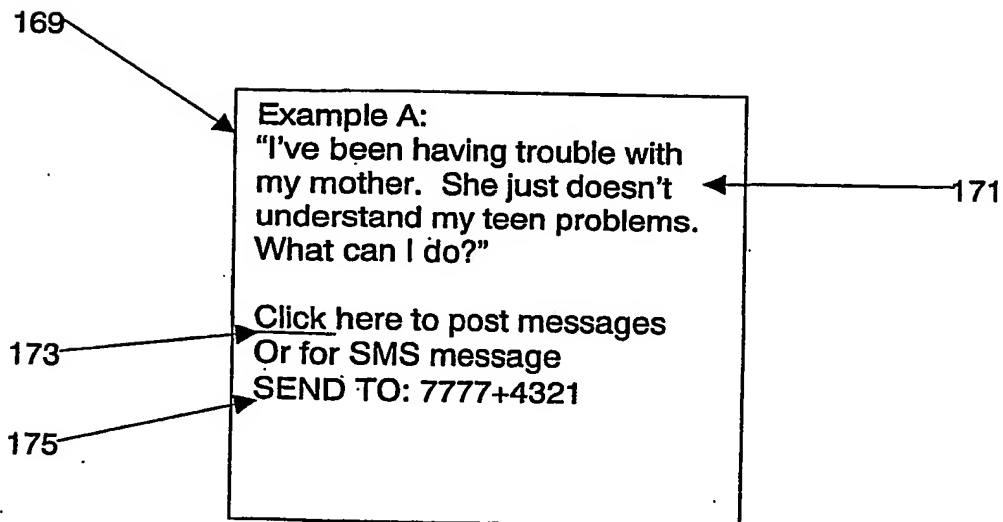 169
Example A:
"I've been having trouble with
my mother. She just doesn't
understand my teen problems.
What can I do?"
171
Click here to post messages
Or for SMS message
SEND TO: 7777+4321
173
175